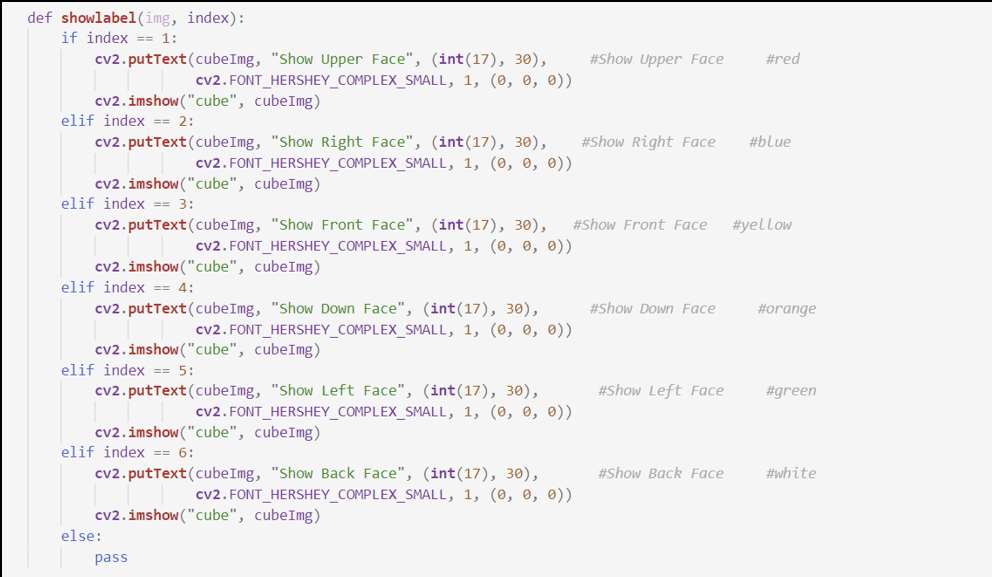 def showlabel(img, index):
    if index == 1:
        cv2.putText(cubeImg, "Show Upper Face", (int(17), 30),     #Show Upper Face     #red
                    cv2.FONT_HERSHEY_COMPLEX_SMALL, 1, (0, 0, 0))
        cv2.imshow("cube", cubeImg)
    elif index == 2:
        cv2.putText(cubeImg, "Show Right Face", (int(17), 30),    #Show Right Face    #blue
                    cv2.FONT_HERSHEY_COMPLEX_SMALL, 1, (0, 0, 0))
        cv2.imshow("cube", cubeImg)
    elif index == 3:
        cv2.putText(cubeImg, "Show Front Face", (int(17), 30),   #Show Front Face   #yellow
                    cv2.FONT_HERSHEY_COMPLEX_SMALL, 1, (0, 0, 0))
        cv2.imshow("cube", cubeImg)
    elif index == 4:
        cv2.putText(cubeImg, "Show Down Face", (int(17), 30),      #Show Down Face     #orange
                    cv2.FONT_HERSHEY_COMPLEX_SMALL, 1, (0, 0, 0))
        cv2.imshow("cube", cubeImg)
    elif index == 5:
        cv2.putText(cubeImg, "Show Left Face", (int(17), 30),       #Show Left Face     #green
                    cv2.FONT_HERSHEY_COMPLEX_SMALL, 1, (0, 0, 0))
        cv2.imshow("cube", cubeImg)
    elif index == 6:
        cv2.putText(cubeImg, "Show Back Face", (int(17), 30),       #Show Back Face     #white
                    cv2.FONT_HERSHEY_COMPLEX_SMALL, 1, (0, 0, 0))
        cv2.imshow("cube", cubeImg)
    else:
        pass